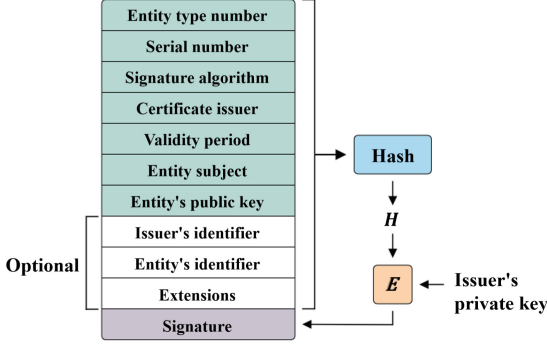 Entity type number
Serial number
Signature algorithm
Certificate issuer
Validity period
Entity subject
Entity's public key
Issuer's identifier
Entity's identifier
Extensions
Signature
Optional
Hash
H
E
Issuer's
private key